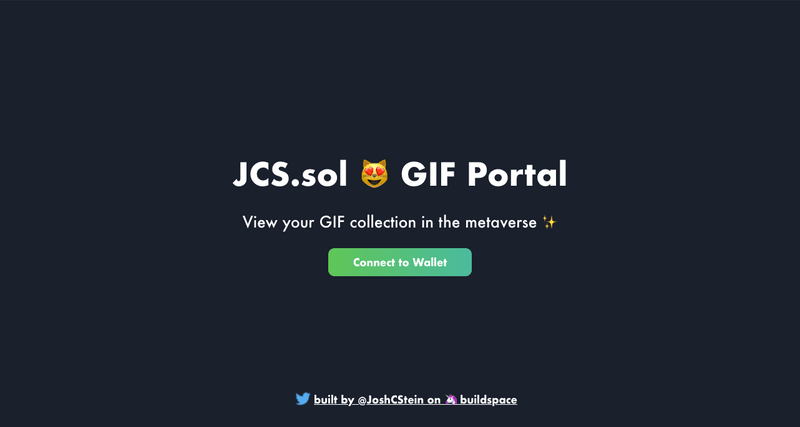 JCS.sol 😻 GIF Portal
View your GIF collection in the metaverse ✨
Connect to Wallet
built by @JoshCStein on 🦄 buildspace